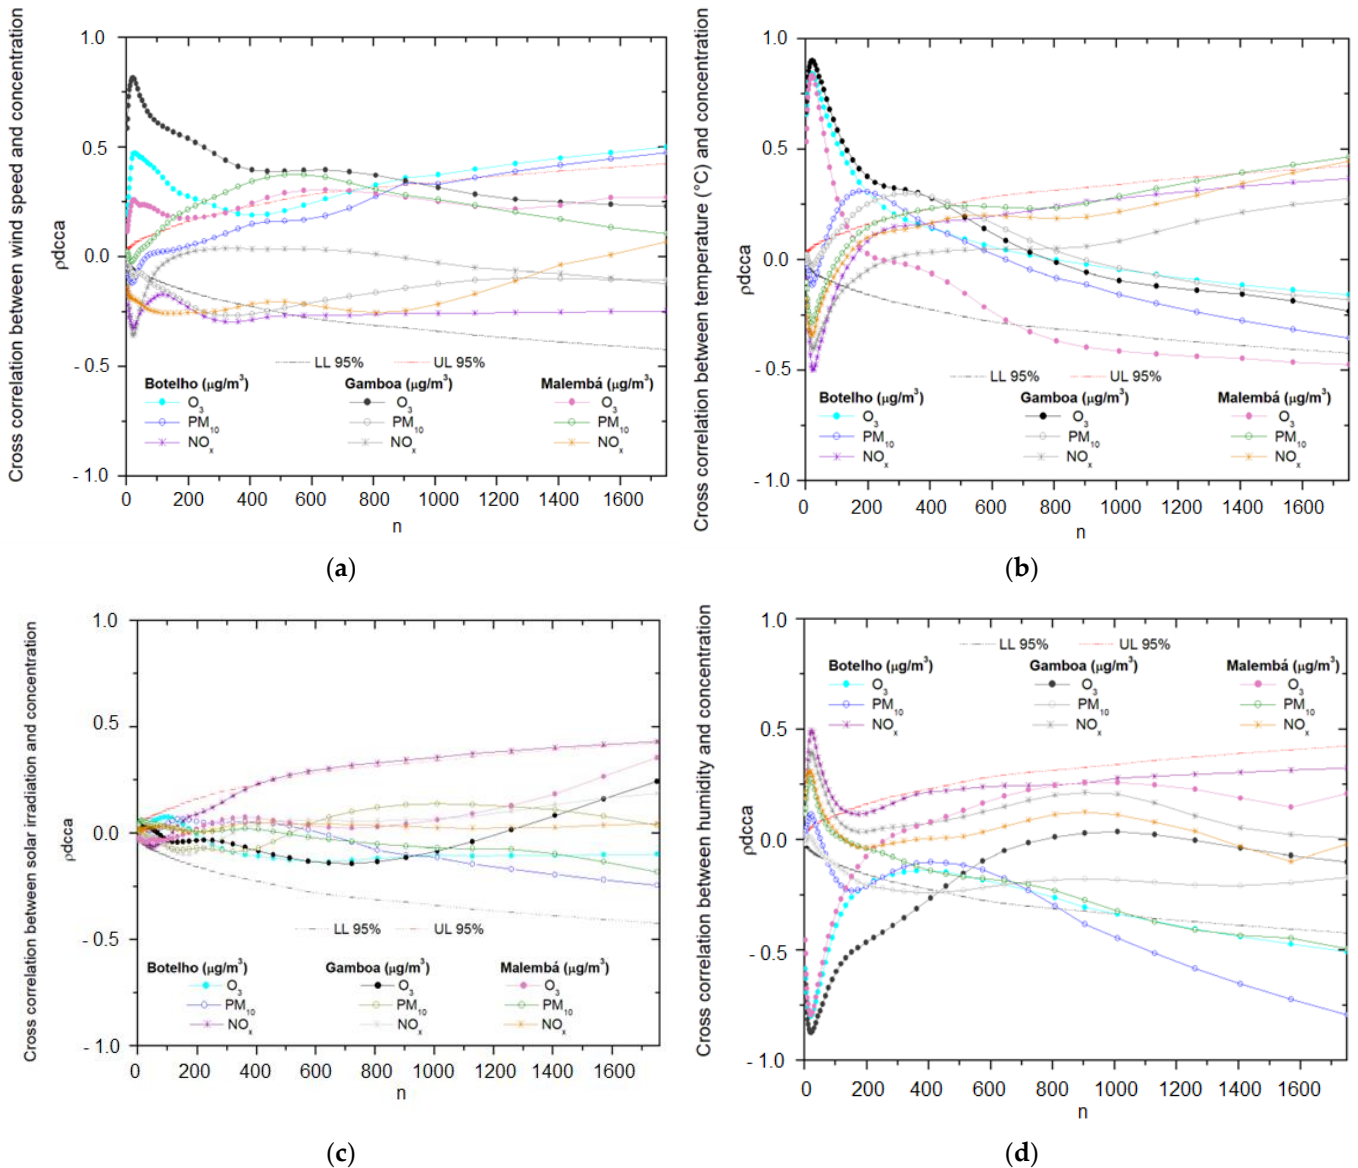 Cross correlation between wind speed and concentration
ρdcca
1.0
0.5
0.0
- 0.5
- 1.0
LL 95% UL 95%
Botelho (μg/m³) Gamboa (μg/m³) Malembá (μg/m³)
O₃ O₃ O₃
PM₁₀ PM₁₀ PM₁₀
NOₓ NOₓ NOₓ
0 200 400 600 800 1000 1200 1400 1600
n
(a)
Cross correlation between temperature (°C) and concentration
ρdcca
1.0
0.5
0.0
- 0.5
- 1.0
LL 95% UL 95%
Botelho (μg/m³) Gamboa (μg/m³) Malembá (μg/m³)
O₃ O₃ O₃
PM₁₀ PM₁₀ PM₁₀
NOₓ NOₓ NOₓ
0 200 400 600 800 1000 1200 1400 1600
n
(b)
Cross correlation between solar irradiation and concentration
ρdcca
1.0
0.5
0.0
- 0.5
- 1.0
LL 95% UL 95%
Botelho (μg/m³) Gamboa (μg/m³) Malembá (μg/m³)
O₃ O₃ O₃
PM₁₀ PM₁₀ PM₁₀
NOₓ NOₓ NOₓ
0 200 400 600 800 1000 1200 1400 1600
n
(c)
Cross correlation between humidity and concentration
ρdcca
1.0
0.5
0.0
- 0.5
- 1.0
LL 95% UL 95%
Botelho (μg/m³) Gamboa (μg/m³) Malembá (μg/m³)
O₃ O₃ O₃
PM₁₀ PM₁₀ PM₁₀
NOₓ NOₓ NOₓ
0 200 400 600 800 1000 1200 1400 1600
n
(d)